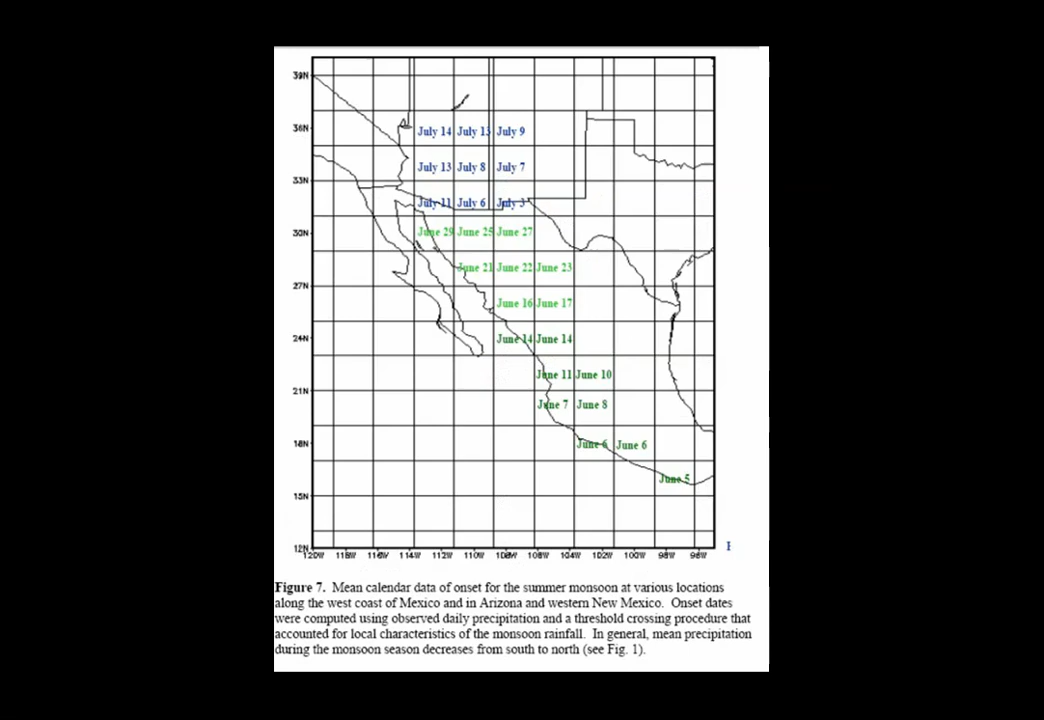 39N
36N
July 14 July 13 July 9
July 13 July 8 July 7
33N
July 11 July 6 July 3
30N
June 29 June 25 June 27
June 21 June 22 June 23
27N
June 16 June 17
24N
June 14 June 14
June 11 June 10
21N
June 7 June 8
18N
June 6 June 6
June 5
15N
12N
120W 118W 116W 114W 112W 110W 108W 106W 104W 102W 100W 98W 96W
Figure 7. Mean calendar data of onset for the summer monsoon at various locations
along the west coast of Mexico and in Arizona and western New Mexico. Onset dates
were computed using observed daily precipitation and a threshold crossing procedure that
accounted for local characteristics of the monsoon rainfall. In general, mean precipitation
during the monsoon season decreases from south to north (see Fig. 1).